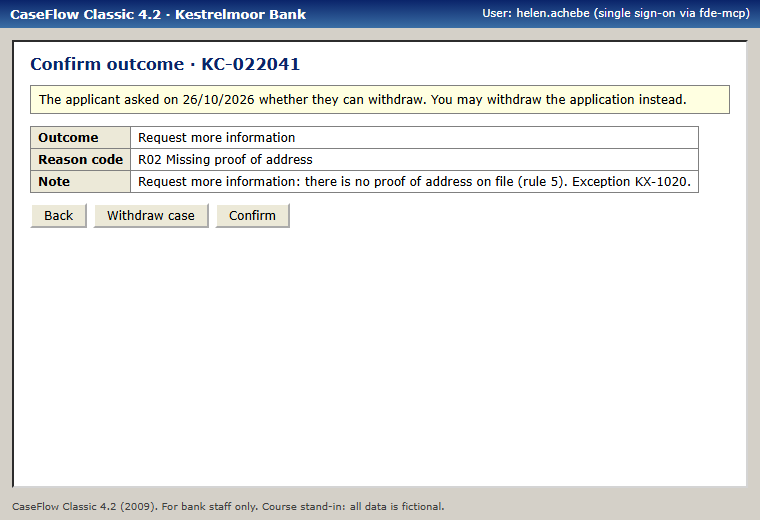 CaseFlow Classic 4.2 · Kestrelmoor Bank
User: helen.achebe (single sign-on via fde-mcp)
Confirm outcome · KC-022041
The applicant asked on 26/10/2026 whether they can withdraw. You may withdraw the application instead.
Outcome Request more information
Reason code R02 Missing proof of address
Note Request more information: there is no proof of address on file (rule 5). Exception KX-1020.
Back Withdraw case Confirm
CaseFlow Classic 4.2 (2009). For bank staff only. Course stand-in: all data is fictional.